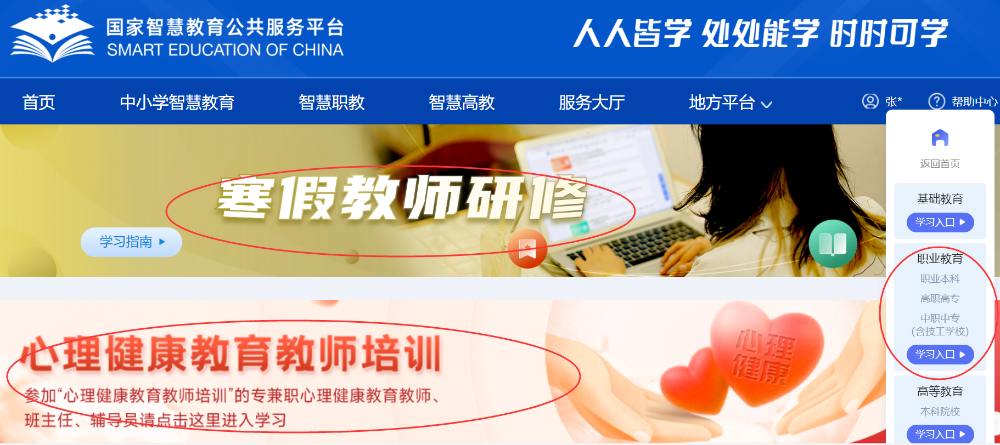 国家智慧教育公共服务平台
SMART EDUCATION OF CHINA
人人皆学 处处能学 时时可学
首页 中小学智慧教育 智慧职教 智慧高教 服务大厅 地方平台 张* 帮助中心
寒假教师研修
学习指南
心理健康教育教师培训
参加“心理健康教育教师培训”的专兼职心理健康教育教师、
班主任、辅导员请点击这里进入学习
心理
健康
返回首页
基础教育
学习入口
职业教育
职业本科
高职高专
中职中专
（含技工学校）
学习入口
高等教育
本科院校
学习入口